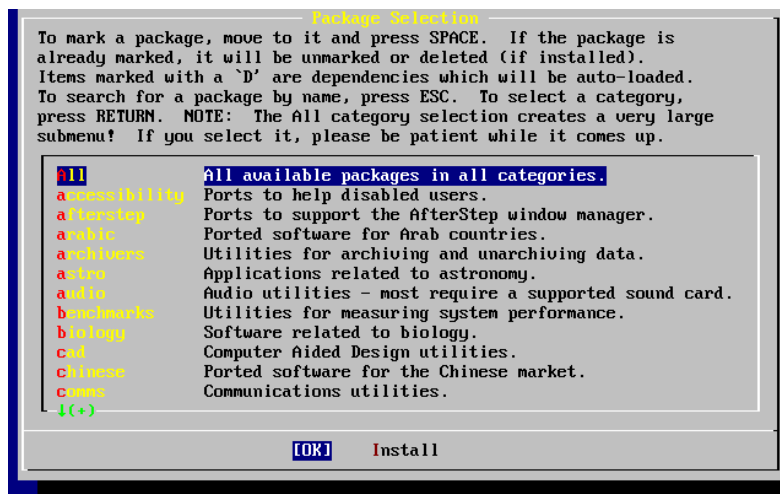 Package Selection
To mark a package, move to it and press SPACE.  If the package is
already marked, it will be unmarked or deleted (if installed).
Items marked with a `D' are dependencies which will be auto-loaded.
To search for a package by name, press ESC.  To select a category,
press RETURN.  NOTE:  The All category selection creates a very large
submenu!  If you select it, please be patient while it comes up.
All All available packages in all categories.
accessibility Ports to help disabled users.
afterstep Ports to support the AfterStep window manager.
arabic Ported software for Arab countries.
archivers Utilities for archiving and unarchiving data.
astro Applications related to astronomy.
audio Audio utilities - most require a supported sound card.
benchmarks Utilities for measuring system performance.
biology Software related to biology.
cad Computer Aided Design utilities.
chinese Ported software for the Chinese market.
comms Communications utilities.
↓(+)
[OK] Install